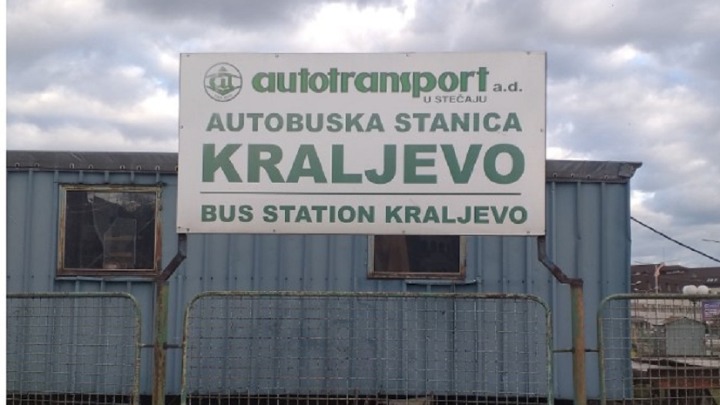 autotransport a.d.
U STEČAJU
AUTOBUSKA STANICA
KRALJEVO
BUS STATION KRALJEVO